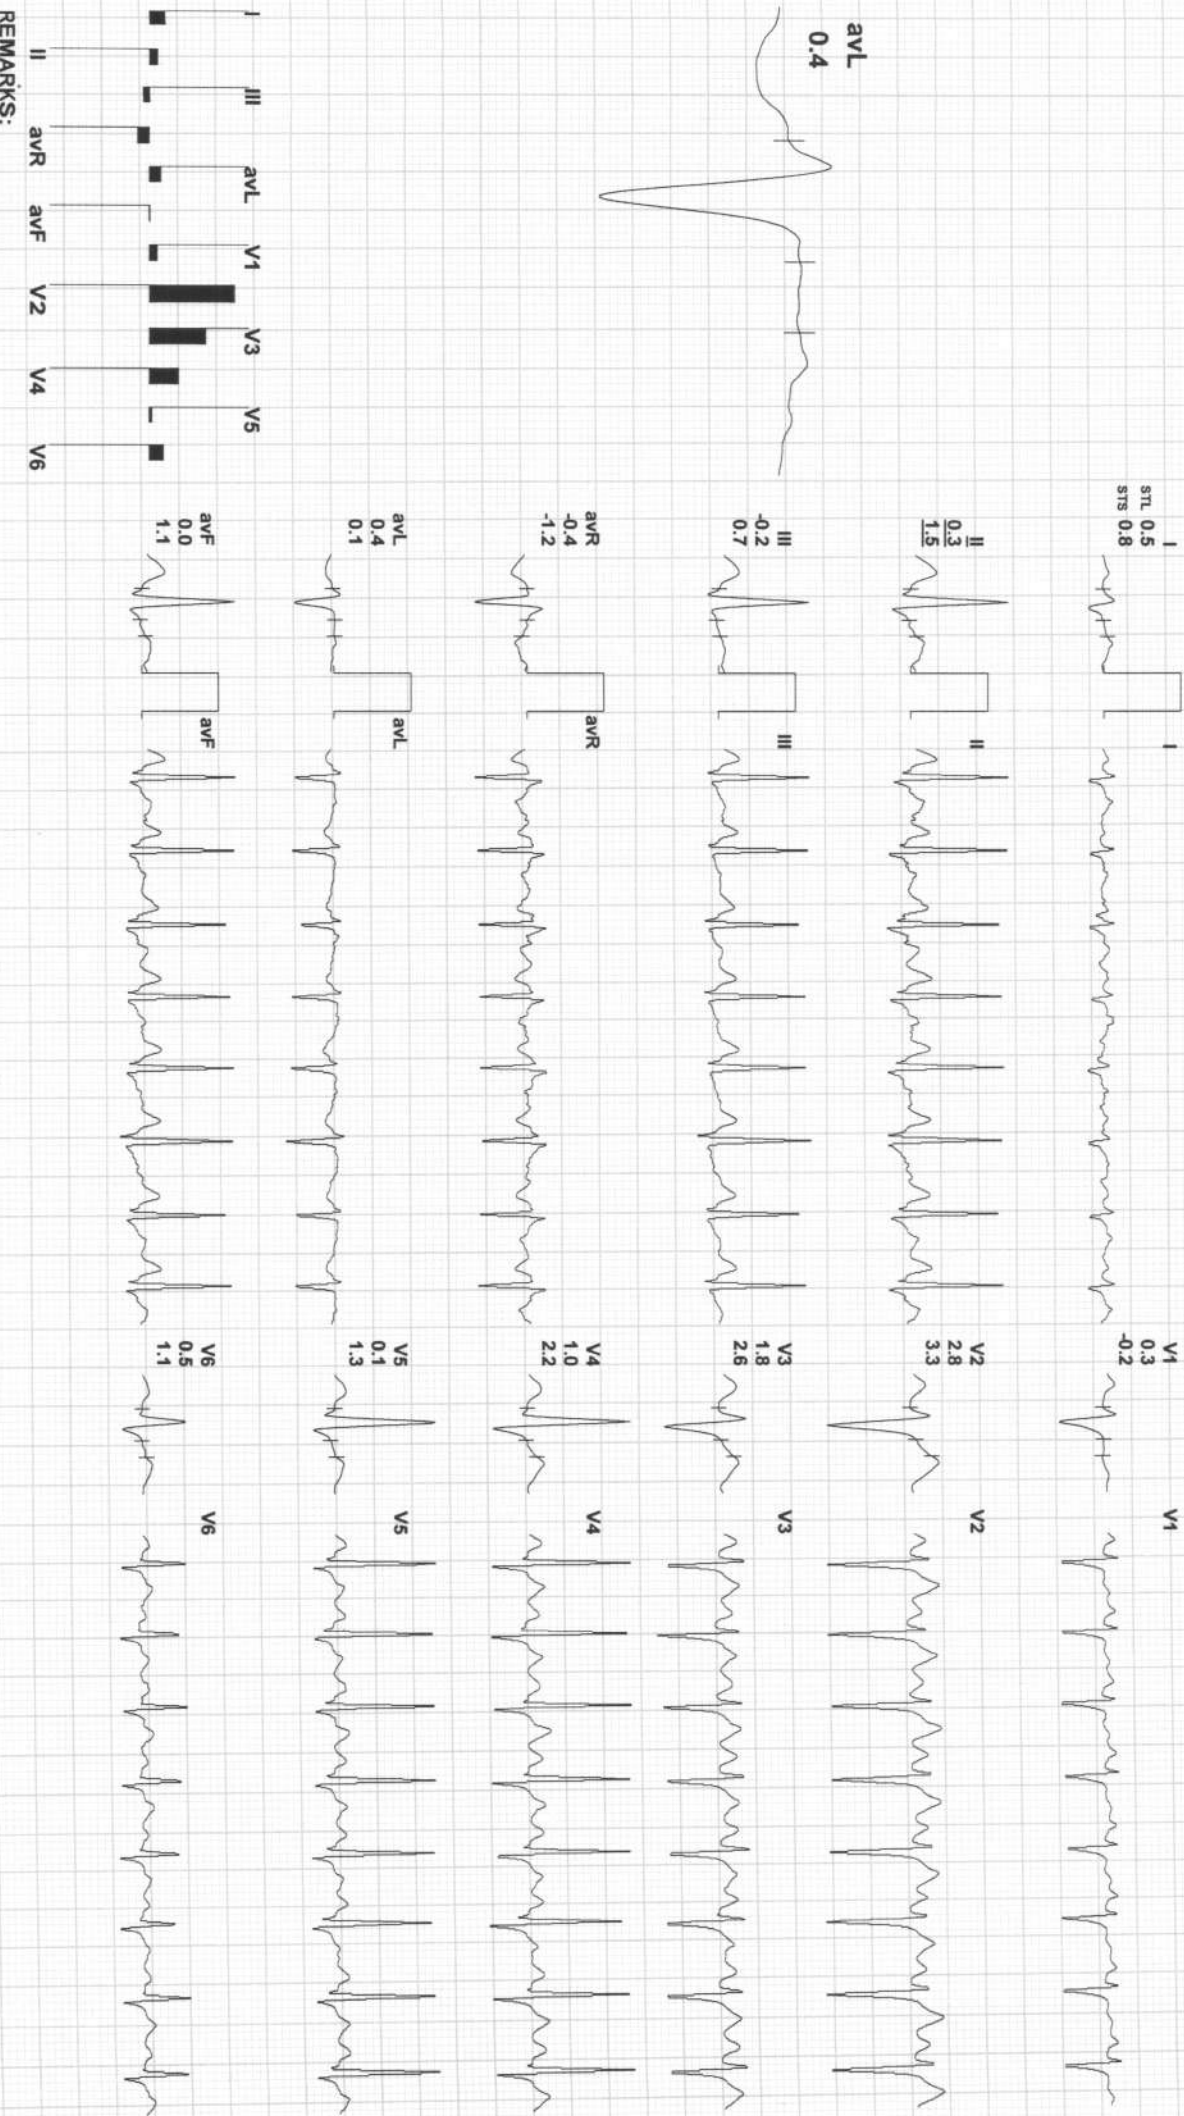 avL
0.4
I
III
avL
V1
V3
V5
II
avR
avF
V2
V4
V6
REMARKS:
I
STL 0.5
STS 0.8
I
II
0.3
1.5
II
III
-0.2
0.7
III
avR
-0.4
-1.2
avR
avL
0.4
0.1
avL
avF
0.0
1.1
avF
V1
0.3
-0.2
V1
V2
2.8
3.3
V2
V3
1.8
2.6
V3
V4
1.0
2.2
V4
V5
0.1
1.3
V5
V6
0.5
1.1
V6